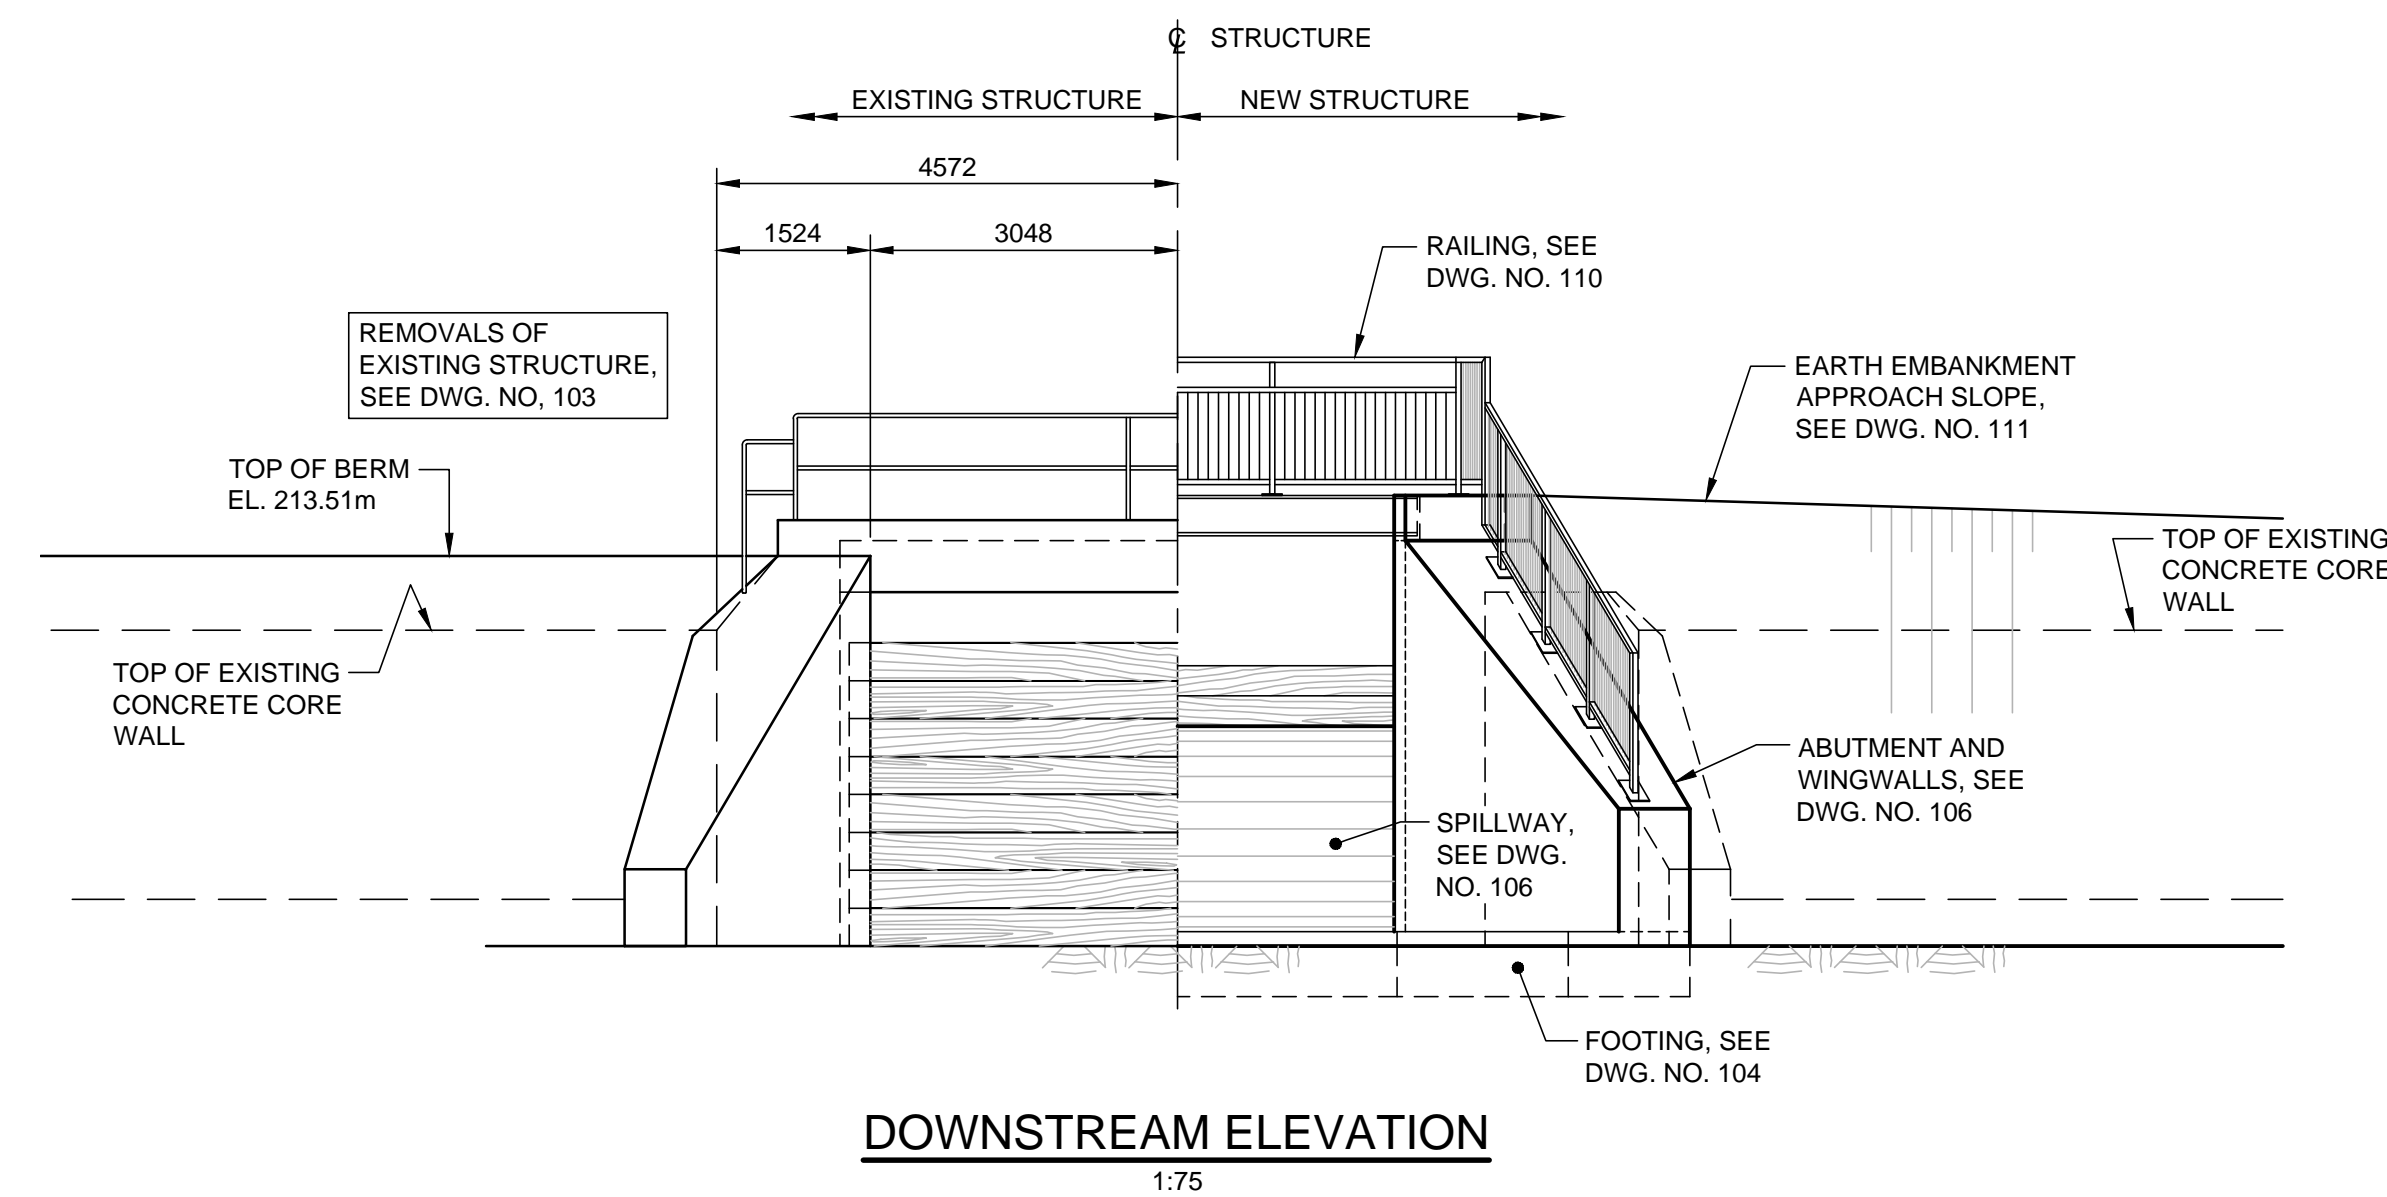 ℄ STRUCTURE
EXISTING STRUCTURE
NEW STRUCTURE
4572
1524
3048
RAILING, SEE
DWG. NO. 110
REMOVALS OF
EXISTING STRUCTURE,
SEE DWG. NO, 103
EARTH EMBANKMENT
APPROACH SLOPE,
SEE DWG. NO. 111
TOP OF BERM
EL. 213.51m
TOP OF EXISTING
CONCRETE CORE
WALL
TOP OF EXISTING
CONCRETE CORE
WALL
ABUTMENT AND
WINGWALLS, SEE
DWG. NO. 106
SPILLWAY,
SEE DWG.
NO. 106
FOOTING, SEE
DWG. NO. 104
DOWNSTREAM ELEVATION
1:75